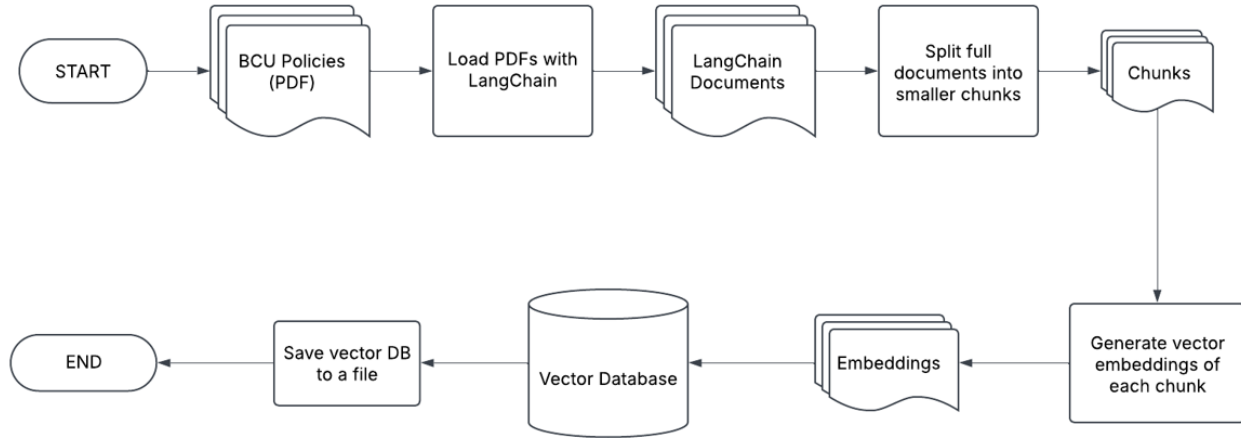 START
BCU Policies
(PDF)
Load PDFs with
LangChain
LangChain
Documents
Split full
documents into
smaller chunks
Chunks
Generate vector
embeddings of
each chunk
Embeddings
Vector Database
Save vector DB
to a file
END